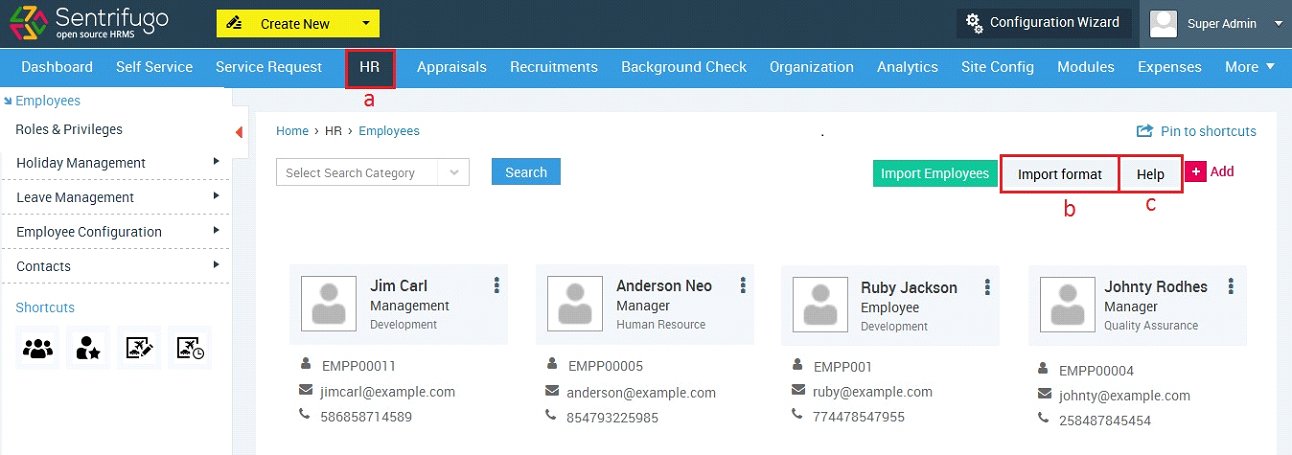 Sentrifugo
open source HRMS
Create New
Configuration Wizard
Super Admin
Dashboard Self Service Service Request HR Appraisals Recruitments Background Check Organization Analytics Site Config Modules Expenses More
a
Employees
Roles & Privileges
Holiday Management
Leave Management
Employee Configuration
Contacts
Shortcuts
Home › HR › Employees
.
Pin to shortcuts
Select Search Category
Search
Import Employees
Import format
Help
+ Add
b
c
Jim Carl
Management
Development
EMPP00011
jimcarl@example.com
586858714589
Anderson Neo
Manager
Human Resource
EMPP00005
anderson@example.com
854793225985
Ruby Jackson
Employee
Development
EMPP001
ruby@example.com
774478547955
Johnty Rodhes
Manager
Quality Assurance
EMPP00004
johnty@example.com
258487845454